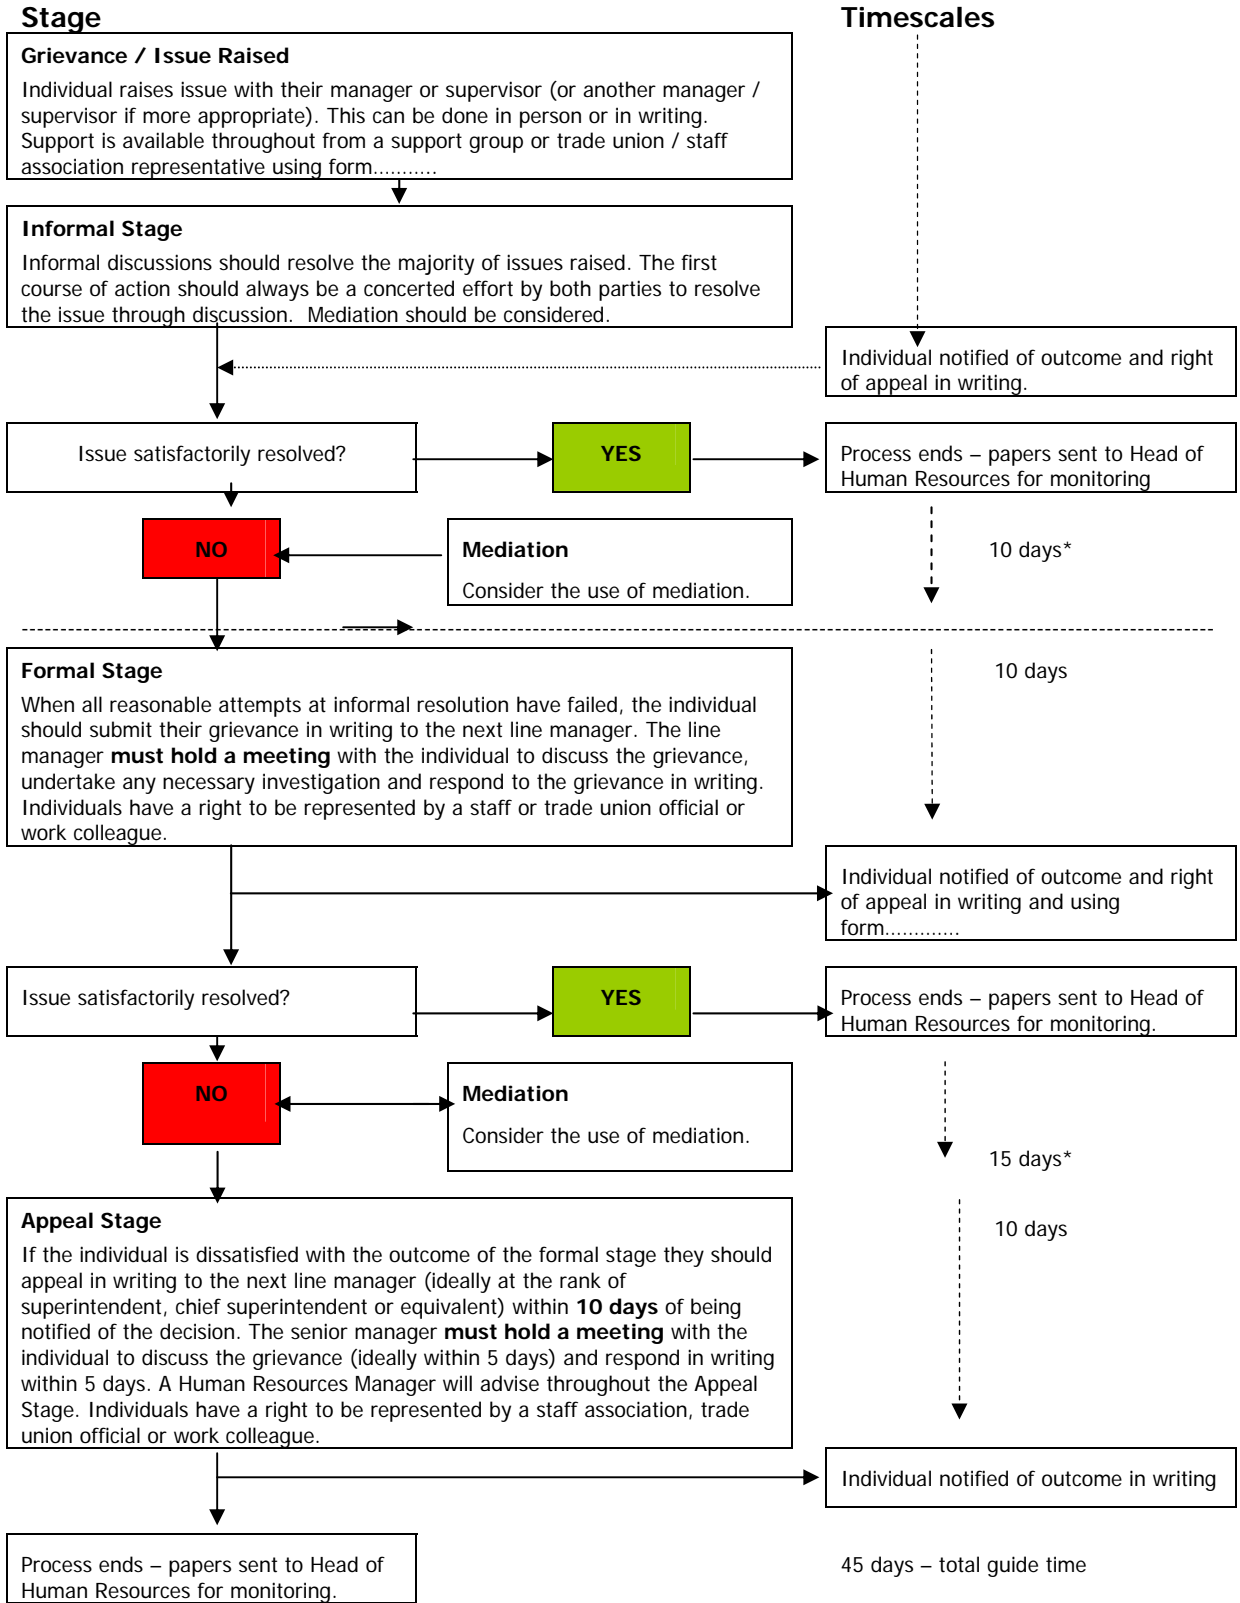 Stage
Timescales
Grievance / Issue Raised
Individual raises issue with their manager or supervisor (or another manager /
supervisor if more appropriate). This can be done in person or in writing.
Support is available throughout from a support group or trade union / staff
association representative using form...........
Informal Stage
Informal discussions should resolve the majority of issues raised. The first
course of action should always be a concerted effort by both parties to resolve
the issue through discussion.  Mediation should be considered.
Individual notified of outcome and right
of appeal in writing.
Issue satisfactorily resolved?
YES
Process ends – papers sent to Head of
Human Resources for monitoring
NO
Mediation
Consider the use of mediation.
10 days*
Formal Stage
When all reasonable attempts at informal resolution have failed, the individual
should submit their grievance in writing to the next line manager. The line
manager must hold a meeting with the individual to discuss the grievance,
undertake any necessary investigation and respond to the grievance in writing.
Individuals have a right to be represented by a staff or trade union official or
work colleague.
10 days
Individual notified of outcome and right
of appeal in writing and using
form.............
Issue satisfactorily resolved?
YES
Process ends – papers sent to Head of
Human Resources for monitoring.
NO
Mediation
Consider the use of mediation.
15 days*
Appeal Stage
If the individual is dissatisfied with the outcome of the formal stage they should
appeal in writing to the next line manager (ideally at the rank of
superintendent, chief superintendent or equivalent) within 10 days of being
notified of the decision. The senior manager must hold a meeting with the
individual to discuss the grievance (ideally within 5 days) and respond in writing
within 5 days. A Human Resources Manager will advise throughout the Appeal
Stage. Individuals have a right to be represented by a staff association, trade
union official or work colleague.
10 days
Individual notified of outcome in writing
Process ends – papers sent to Head of
Human Resources for monitoring.
45 days – total guide time